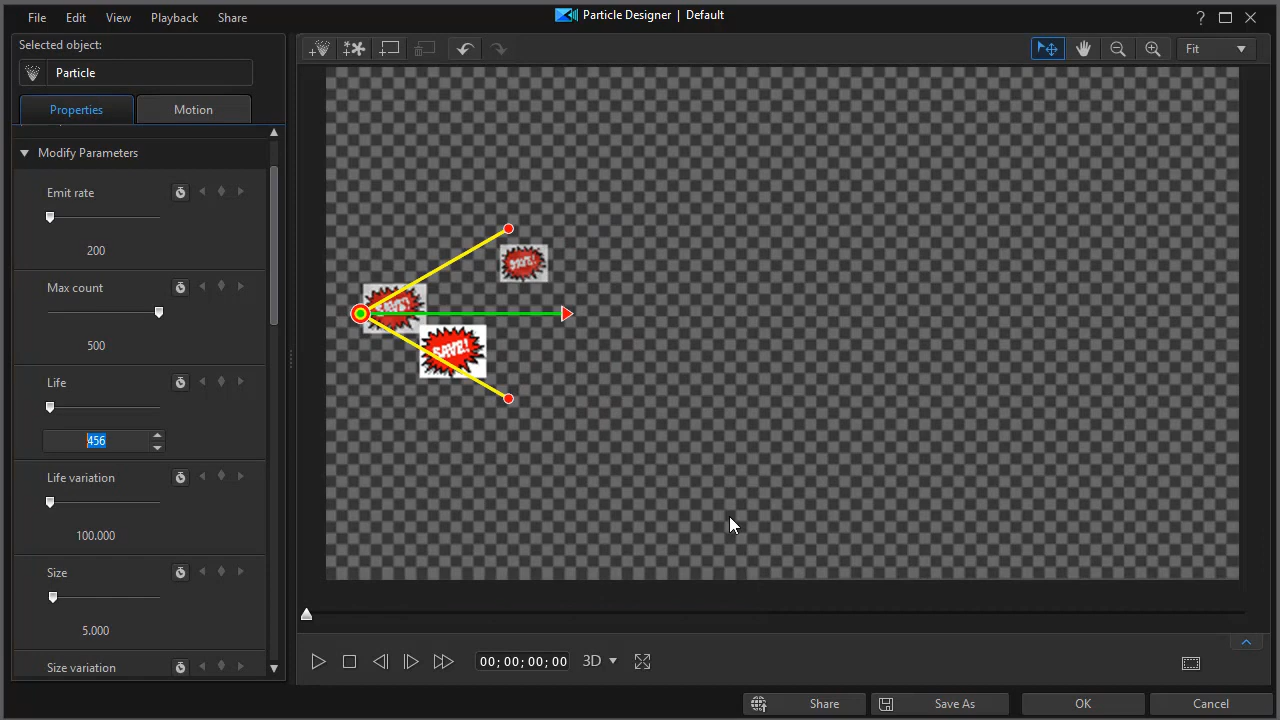 File Edit View Playback Share
Particle Designer | Default
?
Selected object:
Particle
Fit
Properties Motion
Modify Parameters
Emit rate
200
Max count
500
Life
456
Life variation
100.000
Size
5.000
Size variation
SAVE!
SAVE!
SAVE!
00;00;00;00 3D
Share Save As OK Cancel